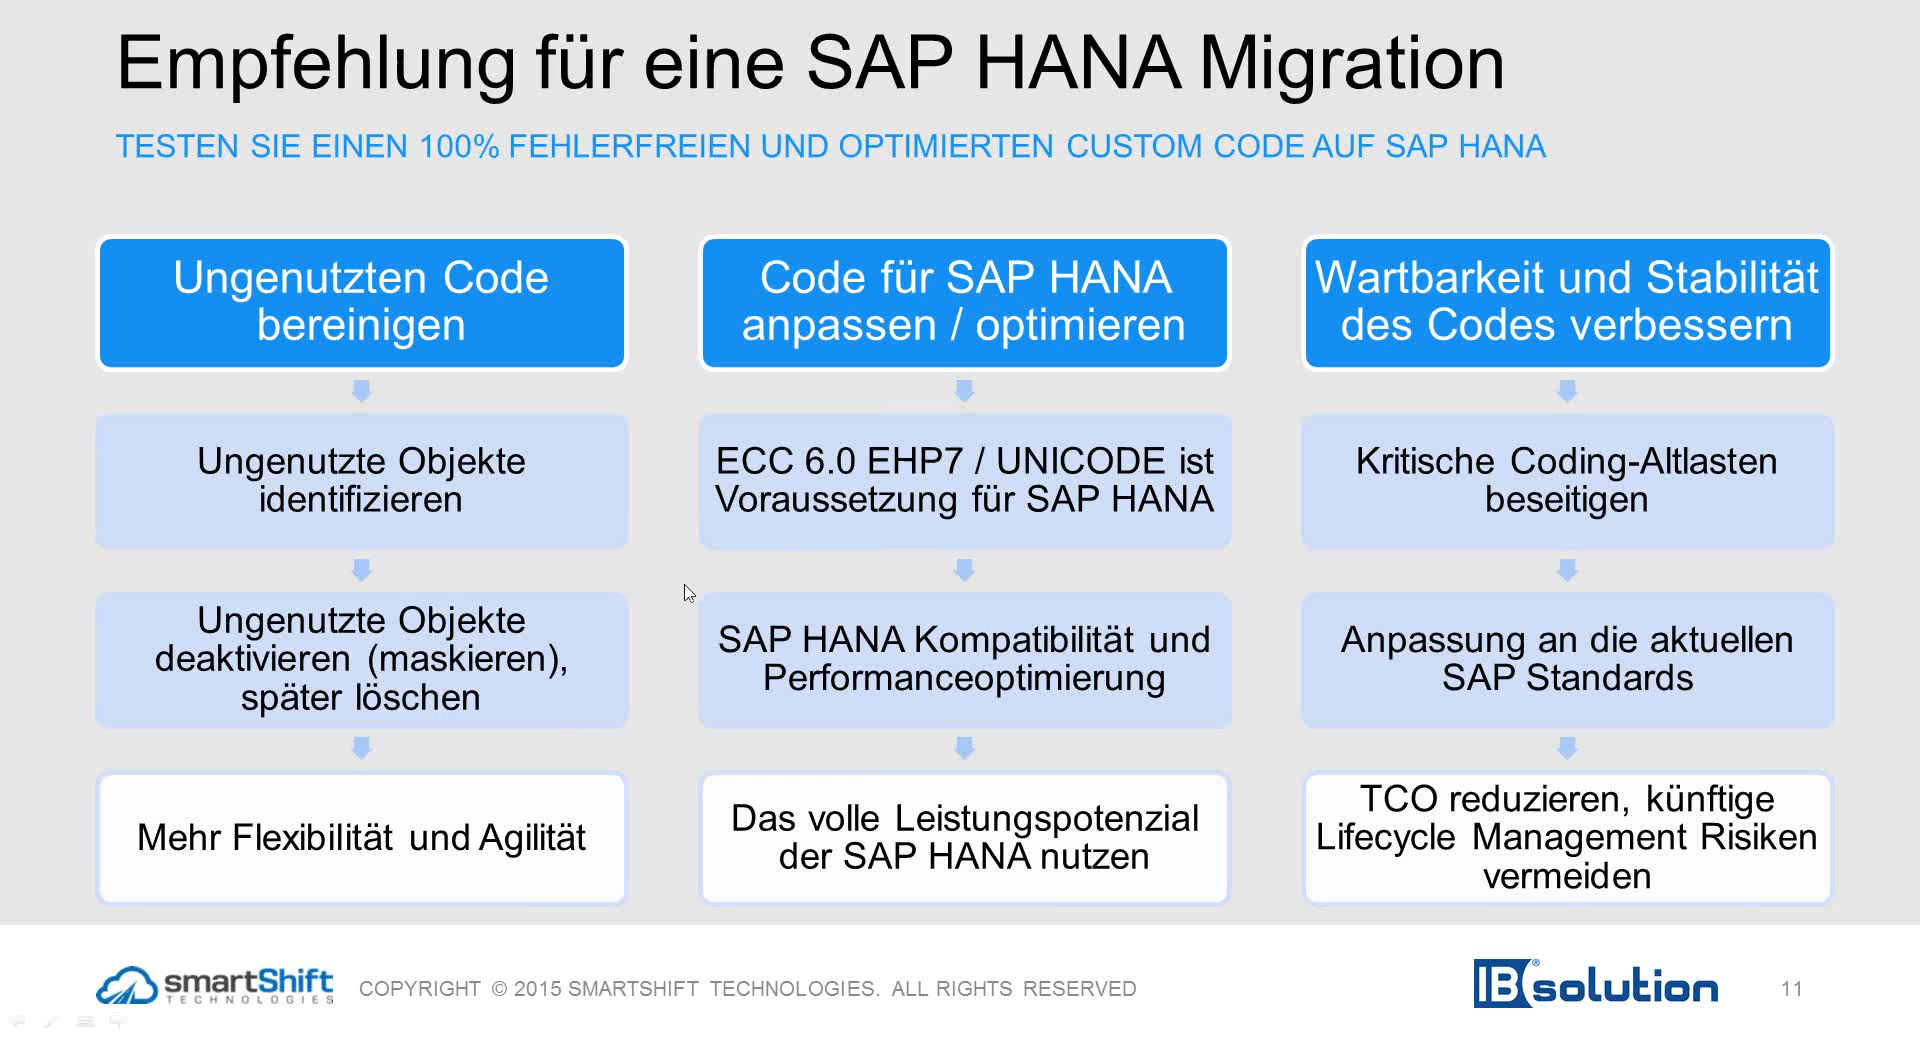 Empfehlung für eine SAP HANA Migration
TESTEN SIE EINEN 100% FEHLERFREIEN UND OPTIMIERTEN CUSTOM CODE AUF SAP HANA
Ungenutzten Code
bereinigen
Ungenutzte Objekte
identifizieren
Ungenutzte Objekte
deaktivieren (maskieren),
später löschen
Mehr Flexibilität und Agilität
Code für SAP HANA
anpassen / optimieren
ECC 6.0 EHP7 / UNICODE ist
Voraussetzung für SAP HANA
SAP HANA Kompatibilität und
Performanceoptimierung
Das volle Leistungspotenzial
der SAP HANA nutzen
Wartbarkeit und Stabilität
des Codes verbessern
Kritische Coding-Altlasten
beseitigen
Anpassung an die aktuellen
SAP Standards
TCO reduzieren, künftige
Lifecycle Management Risiken
vermeiden
smartShift
TECHNOLOGIES
COPYRIGHT © 2015 SMARTSHIFT TECHNOLOGIES. ALL RIGHTS RESERVED
IBsolution®
11